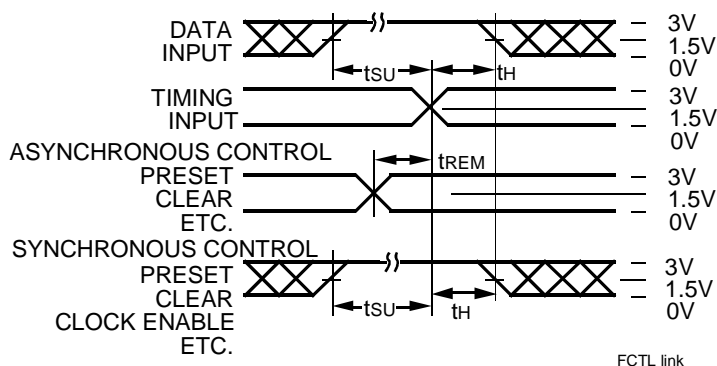 DATA
INPUT
3V
1.5V
0V
tSU
tH
TIMING
INPUT
3V
1.5V
0V
ASYNCHRONOUS CONTROL
PRESET
CLEAR
ETC.
tREM
3V
1.5V
0V
SYNCHRONOUS CONTROL
PRESET
CLEAR
CLOCK ENABLE
ETC.
3V
1.5V
0V
tSU
tH
FCTL link